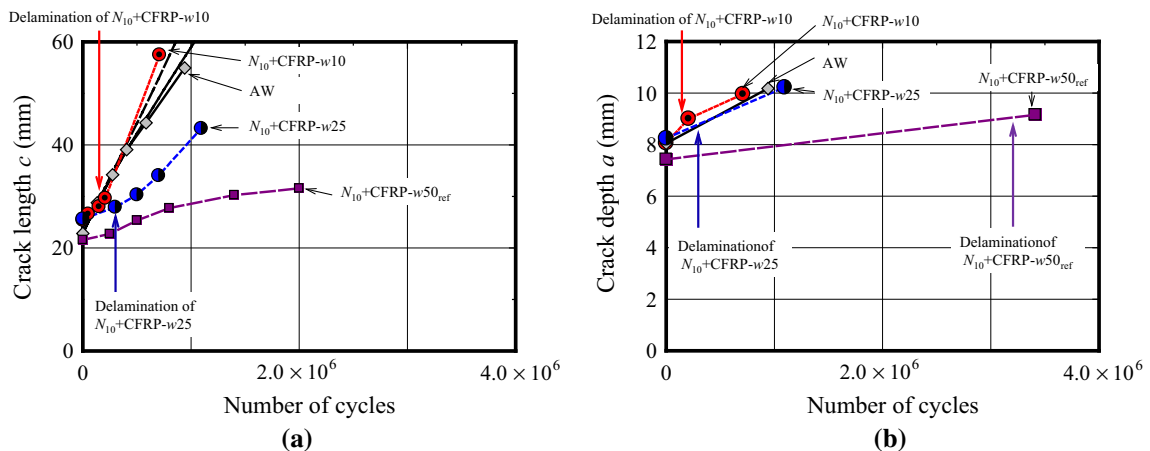 Delamination of N10+CFRP-w10
60
40
20
0
Crack length c (mm)
N10+CFRP-w10
AW
N10+CFRP-w25
N10+CFRP-w50ref
Delamination of
N10+CFRP-w25
0
2.0 × 10^6
4.0 × 10^6
Number of cycles
(a)
Delamination of N10+CFRP-w10
12
10
8
6
4
2
0
Crack depth a (mm)
N10+CFRP-w10
AW
N10+CFRP-w25
N10+CFRP-w50ref
Delaminationof
N10+CFRP-w25
Delaminationof
N10+CFRP-w50ref
0
2.0 × 10^6
4.0 × 10^6
Number of cycles
(b)